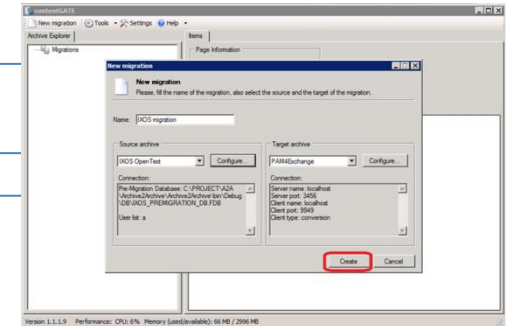 contentGATE
New migration Tools Settings Help
Archive Explorer
Items
Migrations
Page Information
New migration
New migration
Please, fill the name of the migration, also select the source and the target of the migration.
Name: IXOS migration
Source archive
Target archive
IXOS OpenText Configure...
PAM4Exchange Configure...
Connection:
Pre-Migration Database: C:\PROJECT\A2A
\Archive2Archive\Archive2Archive\bin\Debug
\DB\IXOS_PREMIGRATION_DB.FDB
User list: a
Connection:
Server name: localhost
Server port: 3456
Client name: localhost
Client port: 9949
Client type: conversion
Create Cancel
Version 1.1.1.9 Performance: CPU: 6% Memory (used/available): 66 MB / 2996 MB